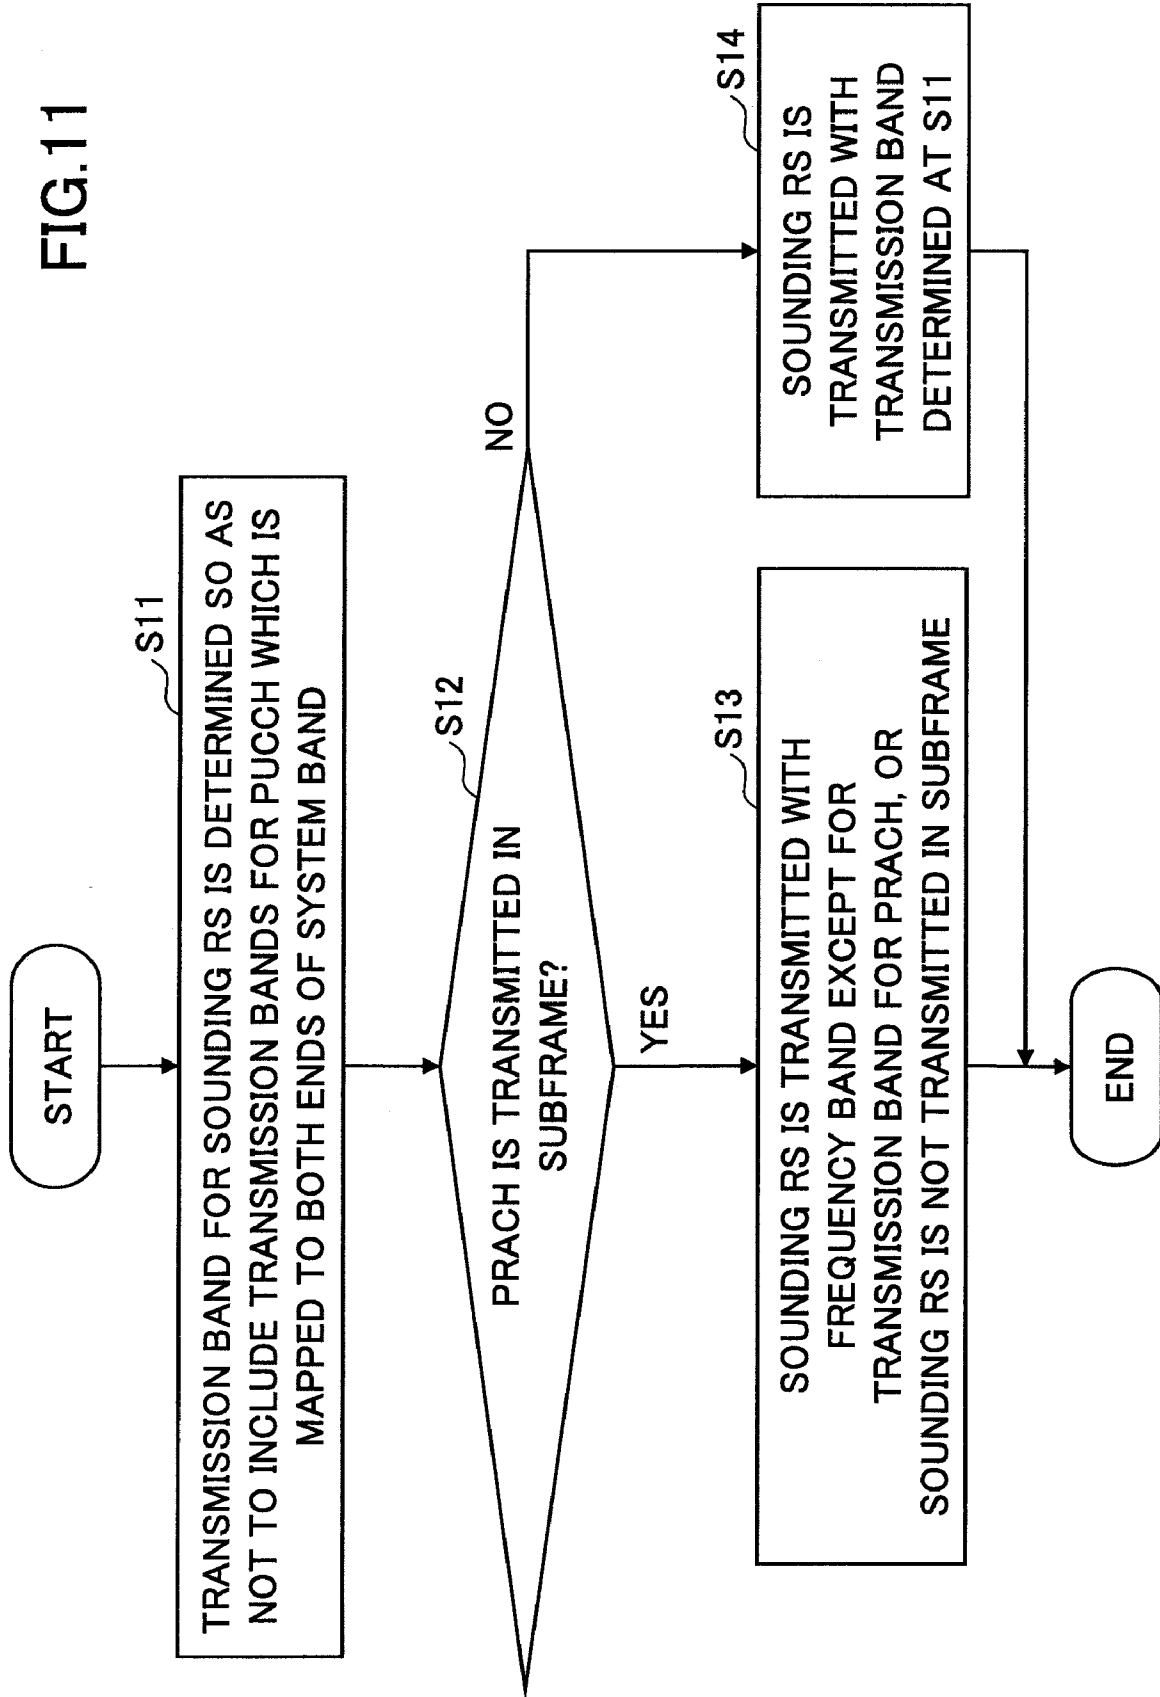 FIG.11
START
S11
TRANSMISSION BAND FOR SOUNDING RS IS DETERMINED SO AS
NOT TO INCLUDE TRANSMISSION BANDS FOR PUCCH WHICH IS
MAPPED TO BOTH ENDS OF SYSTEM BAND
S12
PRACH IS TRANSMITTED IN
SUBFRAME?
NO
YES
S13
SOUNDING RS IS TRANSMITTED WITH
FREQUENCY BAND EXCEPT FOR
TRANSMISSION BAND FOR PRACH, OR
SOUNDING RS IS NOT TRANSMITTED IN SUBFRAME
S14
SOUNDING RS IS
TRANSMITTED WITH
TRANSMISSION BAND
DETERMINED AT S11
END